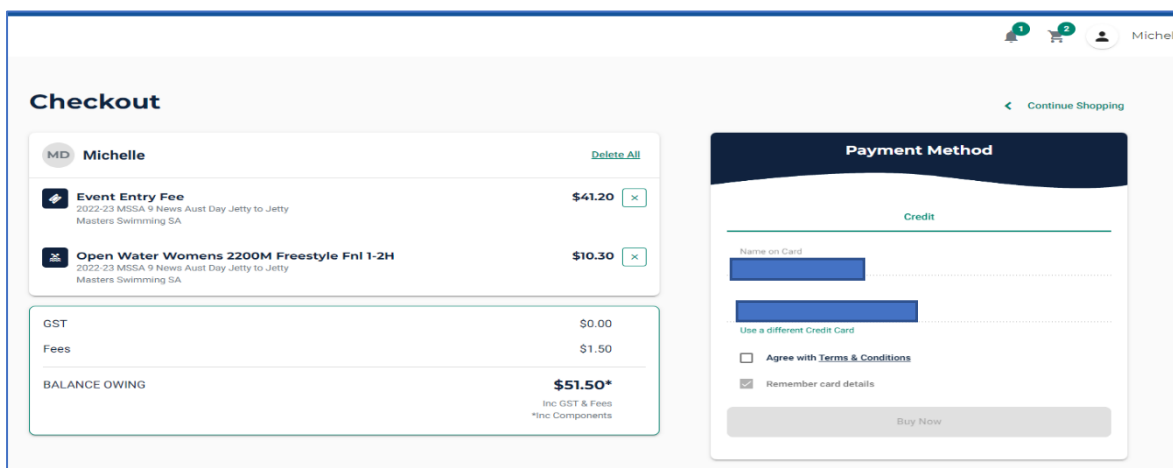 1
2
Michel
Checkout
Continue Shopping
MD Michelle
Delete All
Event Entry Fee
$41.20
2022-23 MSSA 9 News Aust Day Jetty to Jetty
Masters Swimming SA
Open Water Womens 2200M Freestyle Fnl 1-2H
$10.30
2022-23 MSSA 9 News Aust Day Jetty to Jetty
Masters Swimming SA
GST $0.00
Fees $1.50
BALANCE OWING $51.50*
Inc GST & Fees
*Inc Components
Payment Method
Credit
Name on Card
Use a different Credit Card
Agree with Terms & Conditions
Remember card details
Buy Now